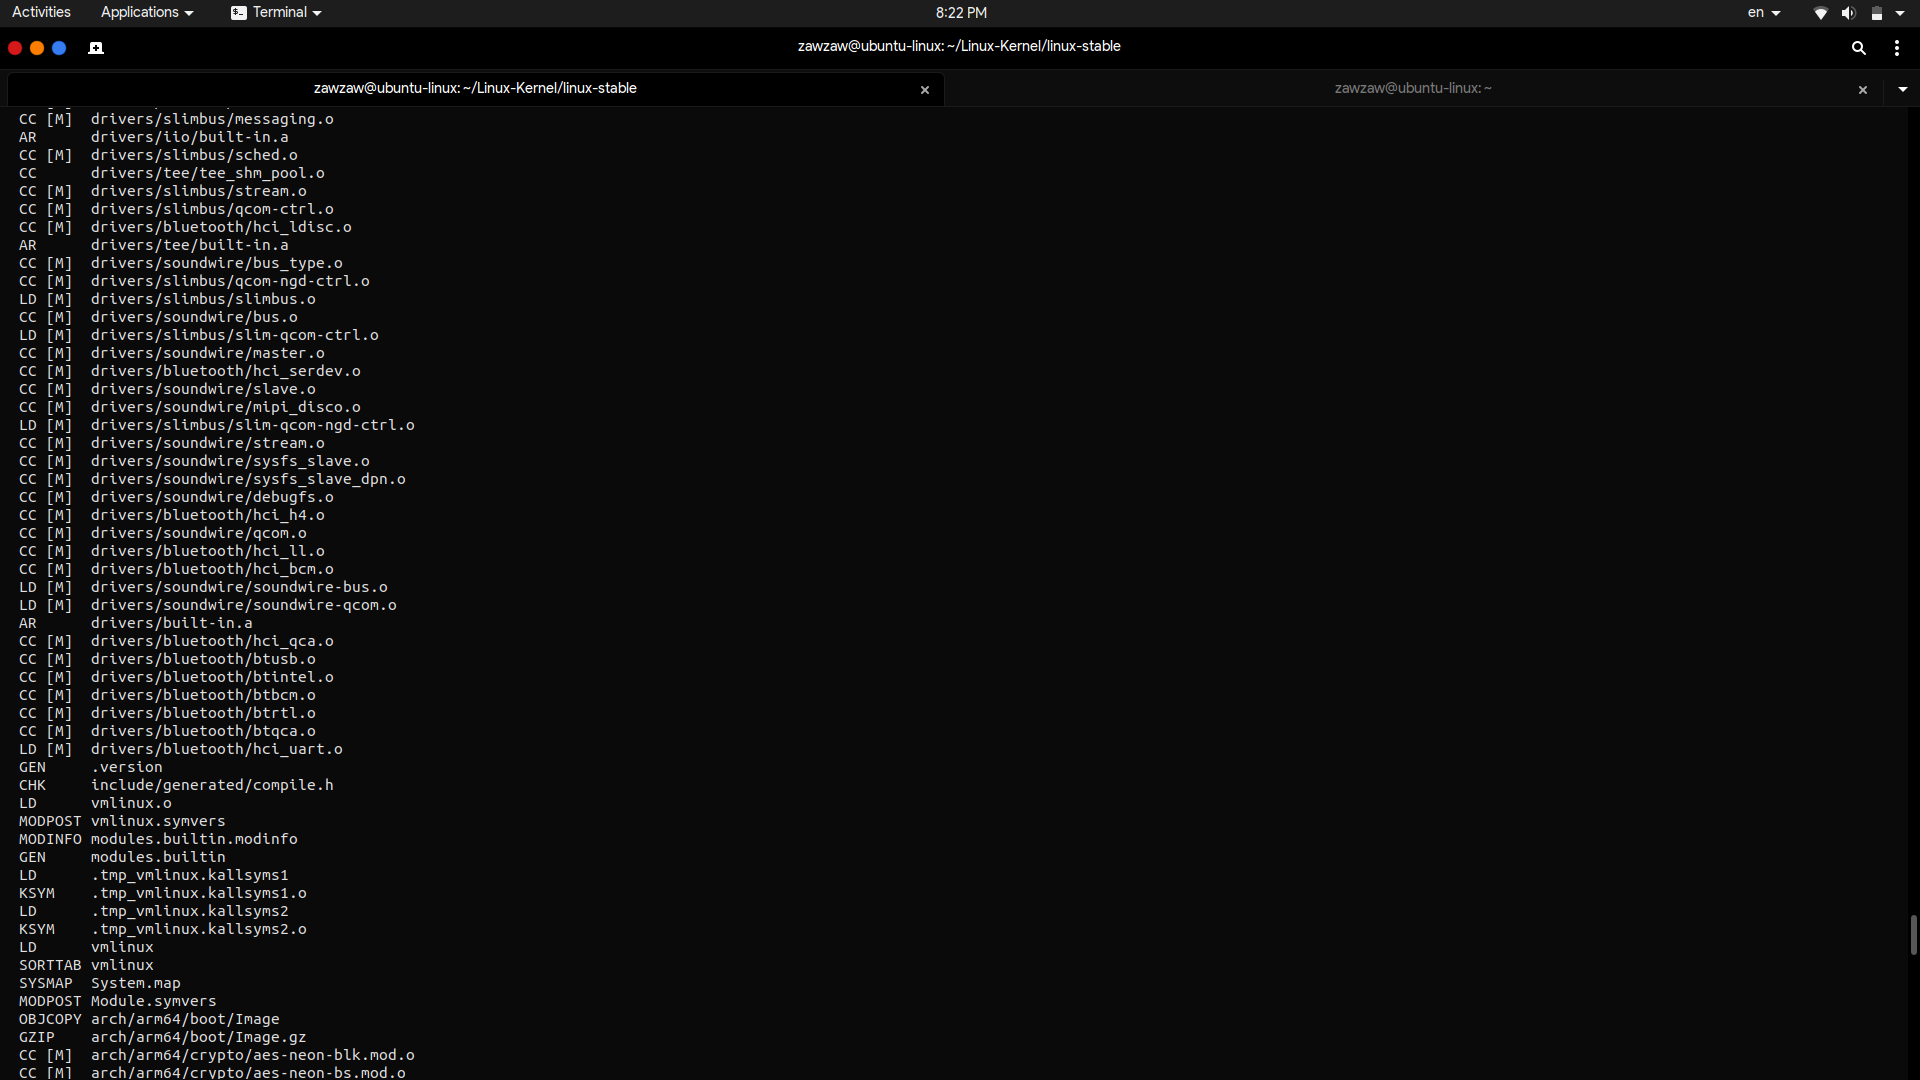 Activities Applications Terminal 8:22 PM en
zawzaw@ubuntu-linux: ~/Linux-Kernel/linux-stable
zawzaw@ubuntu-linux: ~/Linux-Kernel/linux-stable × zawzaw@ubuntu-linux: ~ ×
CC [M]  drivers/slimbus/messaging.o
AR      drivers/iio/built-in.a
CC [M]  drivers/slimbus/sched.o
CC      drivers/tee/tee_shm_pool.o
CC [M]  drivers/slimbus/stream.o
CC [M]  drivers/slimbus/qcom-ctrl.o
CC [M]  drivers/bluetooth/hci_ldisc.o
AR      drivers/tee/built-in.a
CC [M]  drivers/soundwire/bus_type.o
CC [M]  drivers/slimbus/qcom-ngd-ctrl.o
LD [M]  drivers/slimbus/slimbus.o
CC [M]  drivers/soundwire/bus.o
LD [M]  drivers/slimbus/slim-qcom-ctrl.o
CC [M]  drivers/soundwire/master.o
CC [M]  drivers/bluetooth/hci_serdev.o
CC [M]  drivers/soundwire/slave.o
CC [M]  drivers/soundwire/mipi_disco.o
LD [M]  drivers/slimbus/slim-qcom-ngd-ctrl.o
CC [M]  drivers/soundwire/stream.o
CC [M]  drivers/soundwire/sysfs_slave.o
CC [M]  drivers/soundwire/sysfs_slave_dpn.o
CC [M]  drivers/soundwire/debugfs.o
CC [M]  drivers/bluetooth/hci_h4.o
CC [M]  drivers/soundwire/qcom.o
CC [M]  drivers/bluetooth/hci_ll.o
CC [M]  drivers/bluetooth/hci_bcm.o
LD [M]  drivers/soundwire/soundwire-bus.o
LD [M]  drivers/soundwire/soundwire-qcom.o
AR      drivers/built-in.a
CC [M]  drivers/bluetooth/hci_qca.o
CC [M]  drivers/bluetooth/btusb.o
CC [M]  drivers/bluetooth/btintel.o
CC [M]  drivers/bluetooth/btbcm.o
CC [M]  drivers/bluetooth/btrtl.o
CC [M]  drivers/bluetooth/btqca.o
LD [M]  drivers/bluetooth/hci_uart.o
GEN     .version
CHK     include/generated/compile.h
LD      vmlinux.o
MODPOST vmlinux.symvers
MODINFO modules.builtin.modinfo
GEN     modules.builtin
LD      .tmp_vmlinux.kallsyms1
KSYM    .tmp_vmlinux.kallsyms1.o
LD      .tmp_vmlinux.kallsyms2
KSYM    .tmp_vmlinux.kallsyms2.o
LD      vmlinux
SORTTAB vmlinux
SYSMAP  System.map
MODPOST Module.symvers
OBJCOPY arch/arm64/boot/Image
GZIP    arch/arm64/boot/Image.gz
CC [M]  arch/arm64/crypto/aes-neon-blk.mod.o
CC [M]  arch/arm64/crypto/aes-neon-bs.mod.o